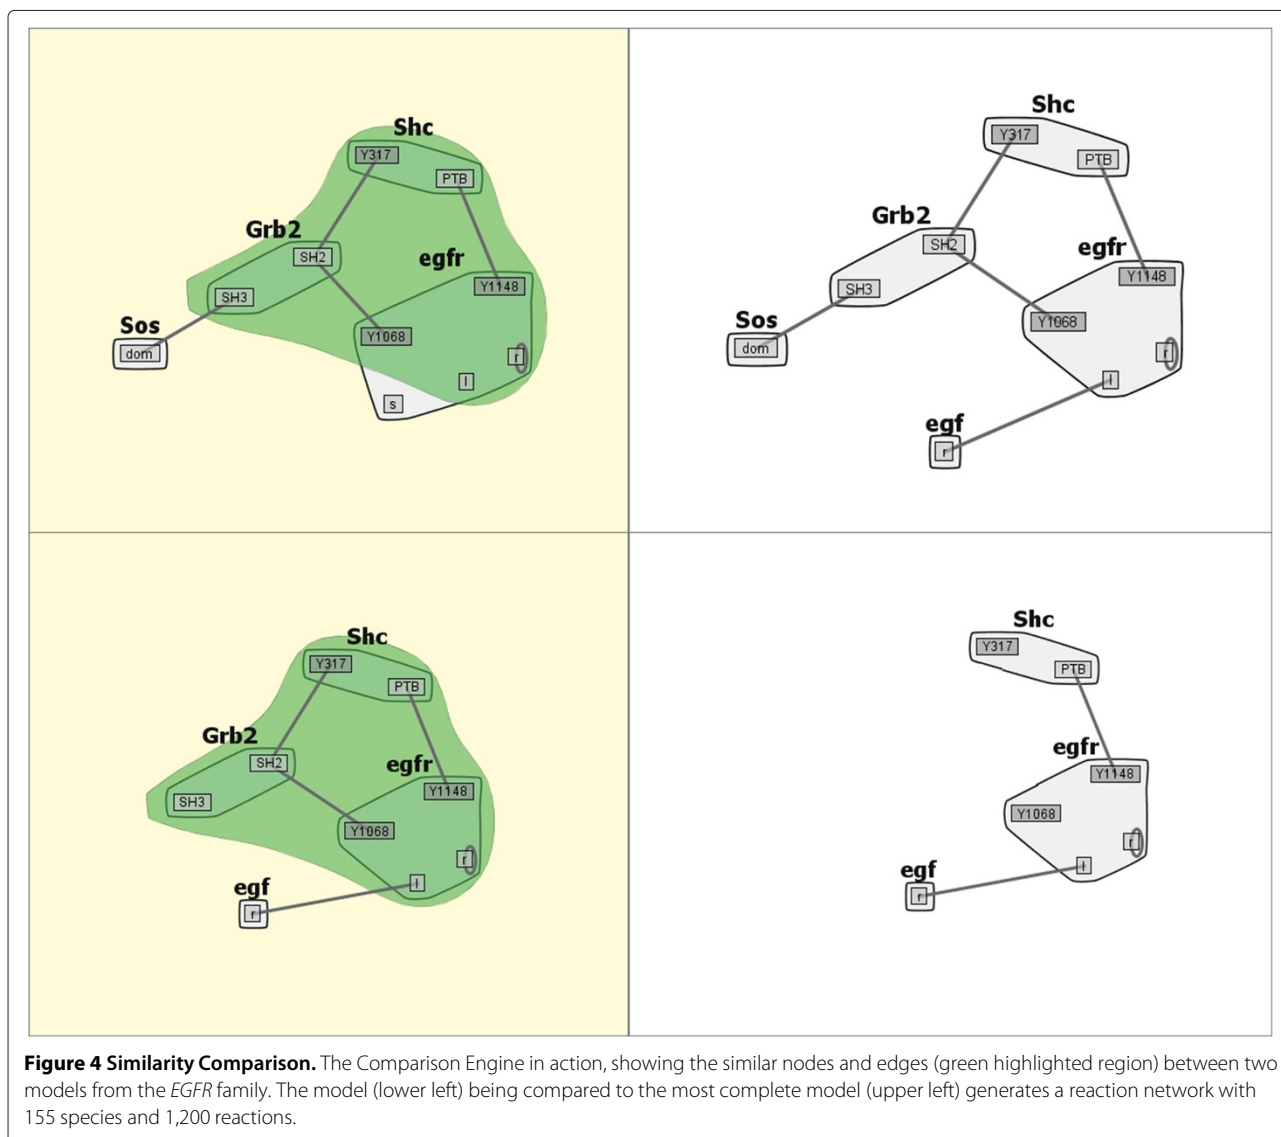 Shc
Y317
PTB
Grb2
SH2
egfr
SH3
Y1148
Sos
Y1068
dom
r
l
s
Shc
Y317
PTB
Grb2
SH2
egfr
Y1148
SH3
Sos
Y1068
dom
r
l
egf
r
Shc
Y317
PTB
Grb2
SH2
egfr
Y1148
SH3
Y1068
r
l
egf
r
Shc
Y317
PTB
egfr
Y1148
Y1068
r
l
egf
r
Figure 4 Similarity Comparison. The Comparison Engine in action, showing the similar nodes and edges (green highlighted region) between two
models from the EGFR family. The model (lower left) being compared to the most complete model (upper left) generates a reaction network with
155 species and 1,200 reactions.